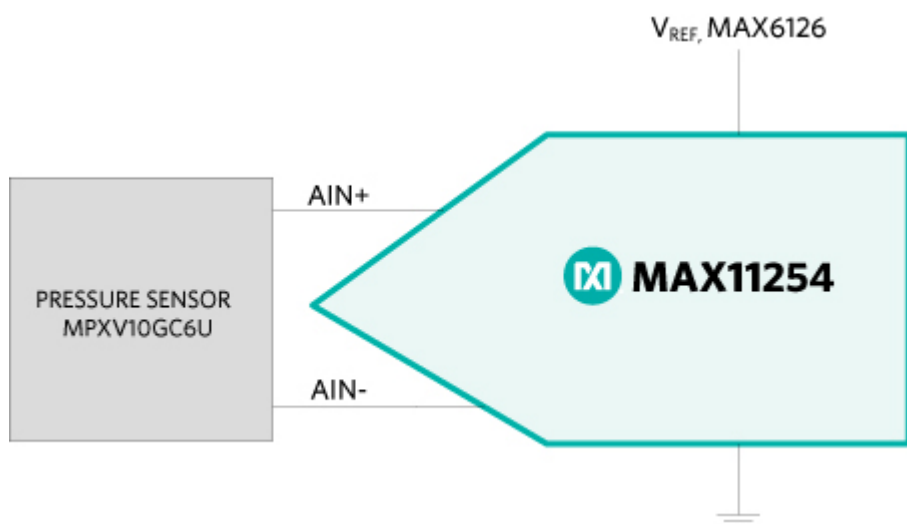 VREF, MAX6126
AIN+
MAX11254
PRESSURE SENSOR
MPXV10GC6U
AIN-